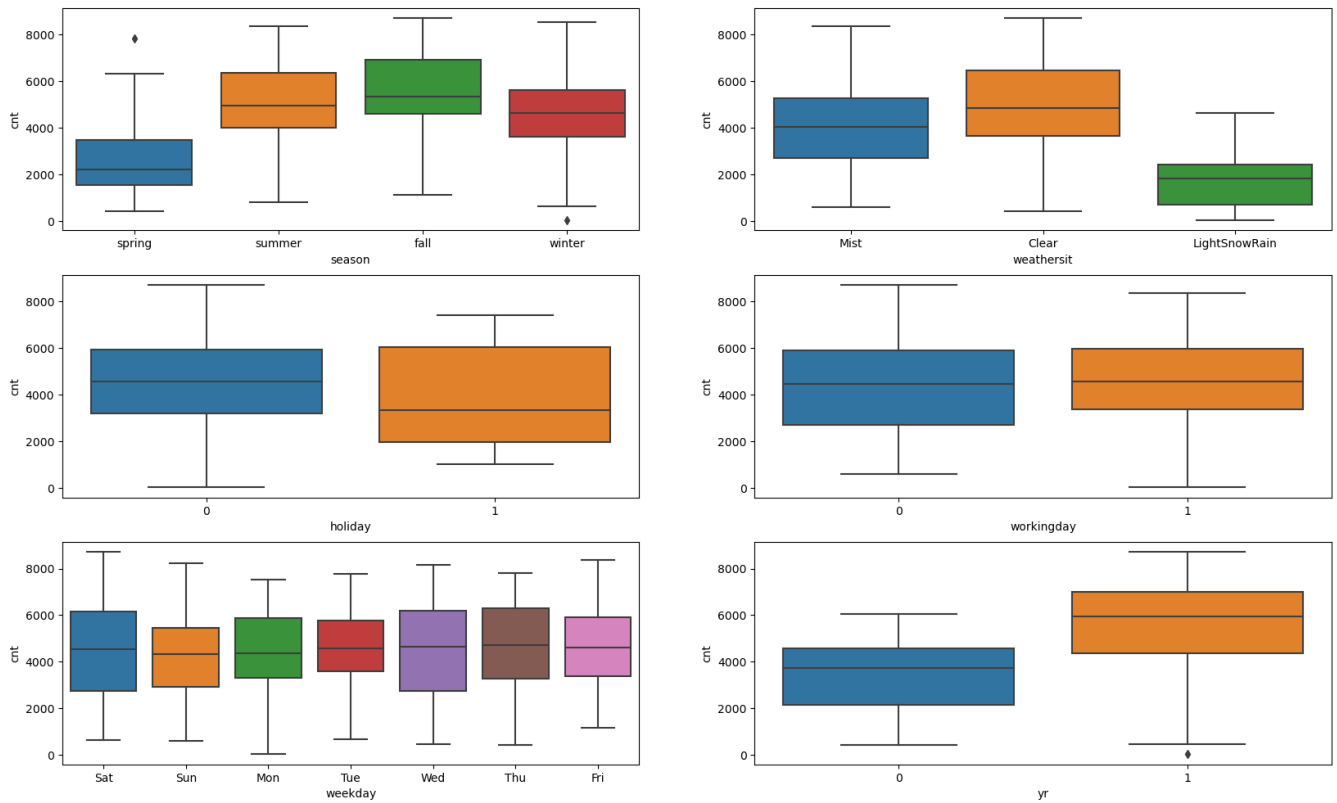 cnt
8000
6000
4000
2000
0
spring summer fall winter
season
cnt
8000
6000
4000
2000
0
Mist Clear LightSnowRain
weathersit
cnt
8000
6000
4000
2000
0
0 1
holiday
cnt
8000
6000
4000
2000
0
0 1
workingday
cnt
8000
6000
4000
2000
0
Sat Sun Mon Tue Wed Thu Fri
weekday
cnt
8000
6000
4000
2000
0
0 1
yr